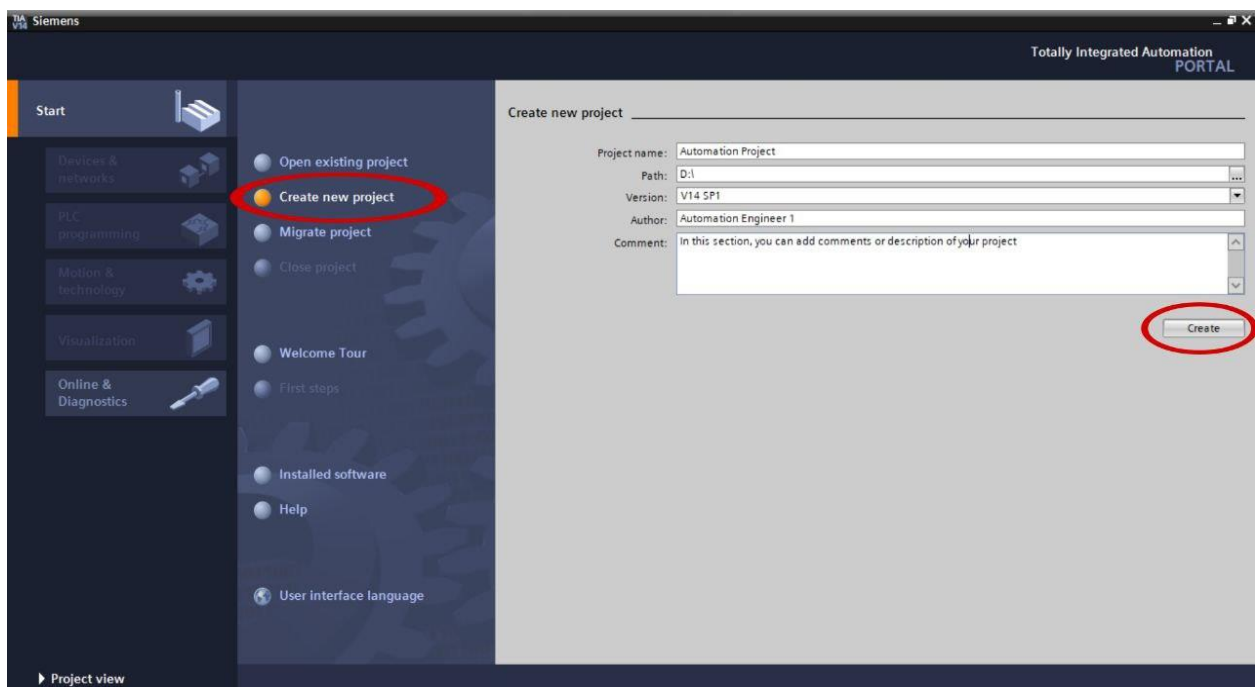 TIA
V14
Siemens
Totally Integrated Automation
PORTAL
Start
Devices &
networks
PLC
programming
Motion &
technology
Visualization
Online &
Diagnostics
Open existing project
Create new project
Migrate project
Close project
Welcome Tour
First steps
Installed software
Help
User interface language
Create new project
Project name: Automation Project
Path: D:\
...
Version: V14 SP1
Author: Automation Engineer 1
Comment: In this section, you can add comments or description of your project
Create
Project view